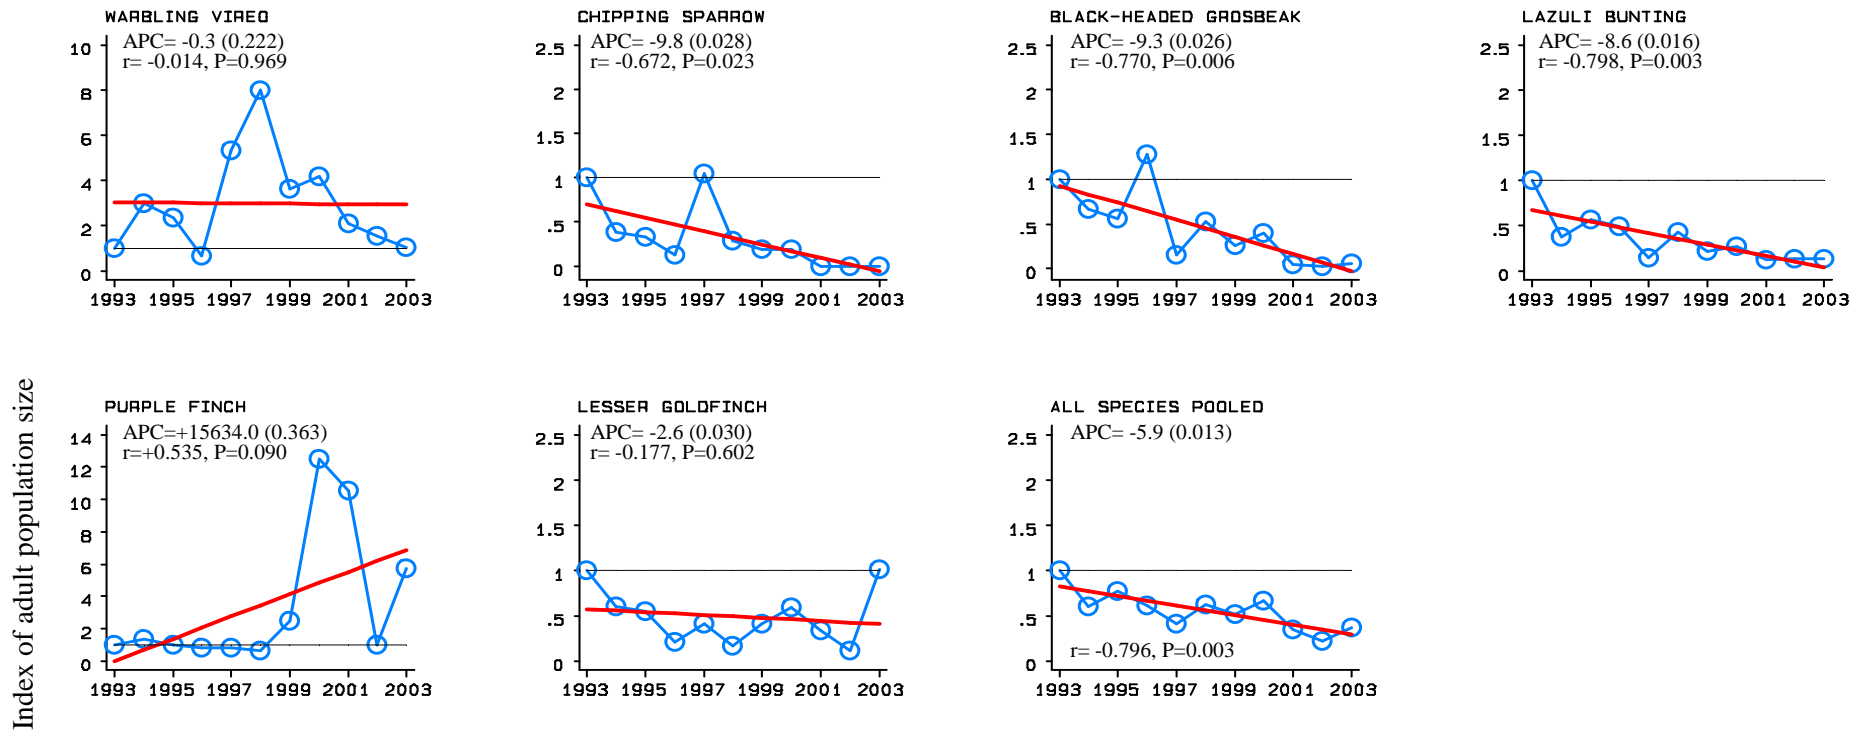 WARBLING VIREO
APC= -0.3 (0.222)
r= -0.014, P=0.969
10
8
6
4
2
0
1993 1995 1997 1999 2001 2003
CHIPPING SPARROW
APC= -9.8 (0.028)
r= -0.672, P=0.023
2.5
2
1.5
1
.5
0
1993 1995 1997 1999 2001 2003
BLACK-HEADED GROSBEAK
APC= -9.3 (0.026)
r= -0.770, P=0.006
2.5
2
1.5
1
.5
0
1993 1995 1997 1999 2001 2003
LAZULI BUNTING
APC= -8.6 (0.016)
r= -0.798, P=0.003
2.5
2
1.5
1
.5
0
1993 1995 1997 1999 2001 2003
Index of adult population size
PURPLE FINCH
APC=+15634.0 (0.363)
r=+0.535, P=0.090
14
12
10
8
6
4
2
0
1993 1995 1997 1999 2001 2003
LESSER GOLDFINCH
APC= -2.6 (0.030)
r= -0.177, P=0.602
2.5
2
1.5
1
.5
0
1993 1995 1997 1999 2001 2003
ALL SPECIES POOLED
APC= -5.9 (0.013)
2.5
2
1.5
1
.5
0
r= -0.796, P=0.003
1993 1995 1997 1999 2001 2003